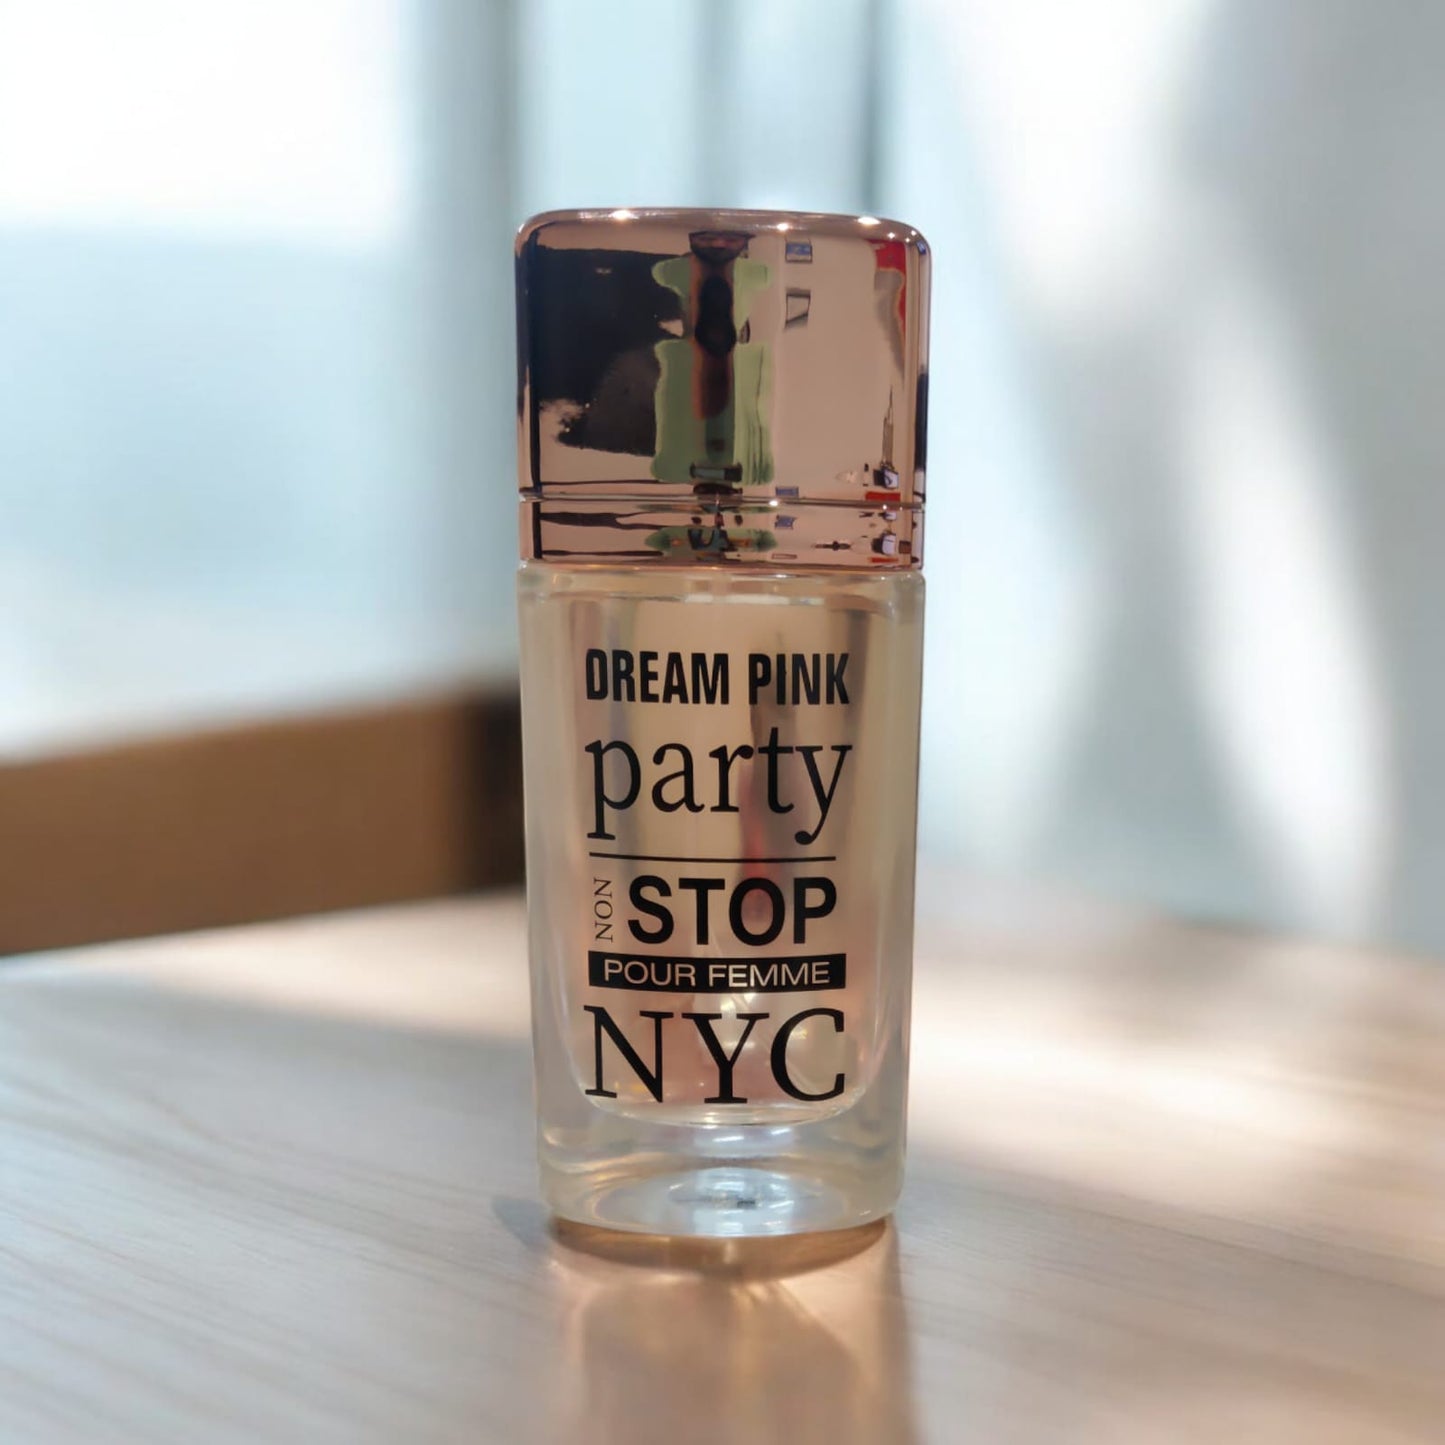 DREAM PINK
party
NON STOP
POUR FEMME
NYC